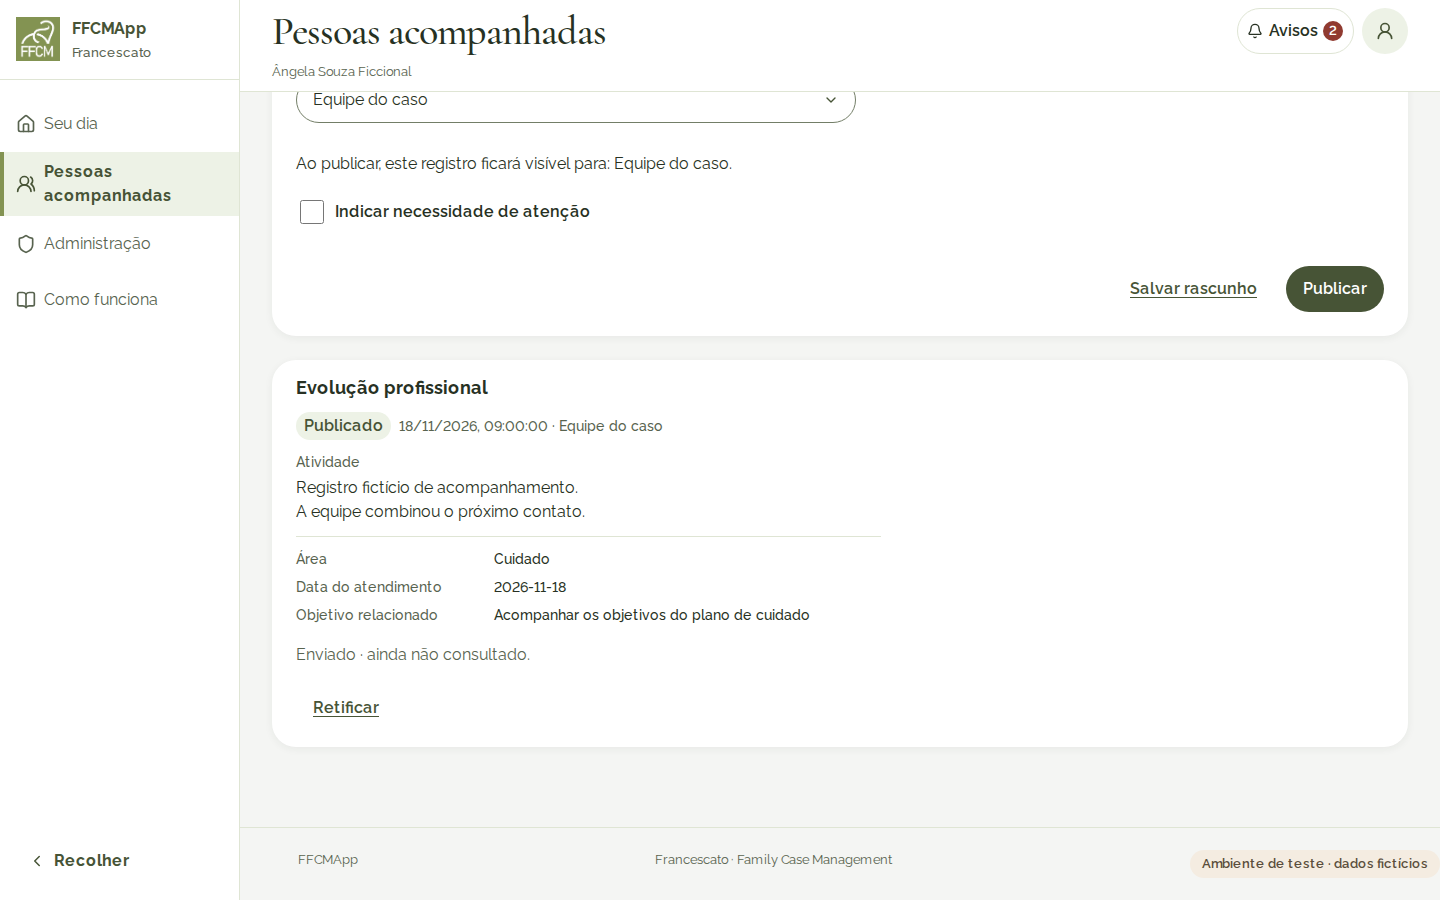 FFCM
FFCMApp
Francescato
Seu dia
Pessoas
acompanhadas
Administração
Como funciona
Recolher
Pessoas acompanhadas
Ângela Souza Ficcional
Avisos 2
Equipe do caso
Ao publicar, este registro ficará visível para: Equipe do caso.
Indicar necessidade de atenção
Salvar rascunho
Publicar
Evolução profissional
Publicado 18/11/2026, 09:00:00 · Equipe do caso
Atividade
Registro fictício de acompanhamento.
A equipe combinou o próximo contato.
Área Cuidado
Data do atendimento 2026-11-18
Objetivo relacionado Acompanhar os objetivos do plano de cuidado
Enviado · ainda não consultado.
Retificar
FFCMApp
Francescato · Family Case Management
Ambiente de teste · dados fictícios